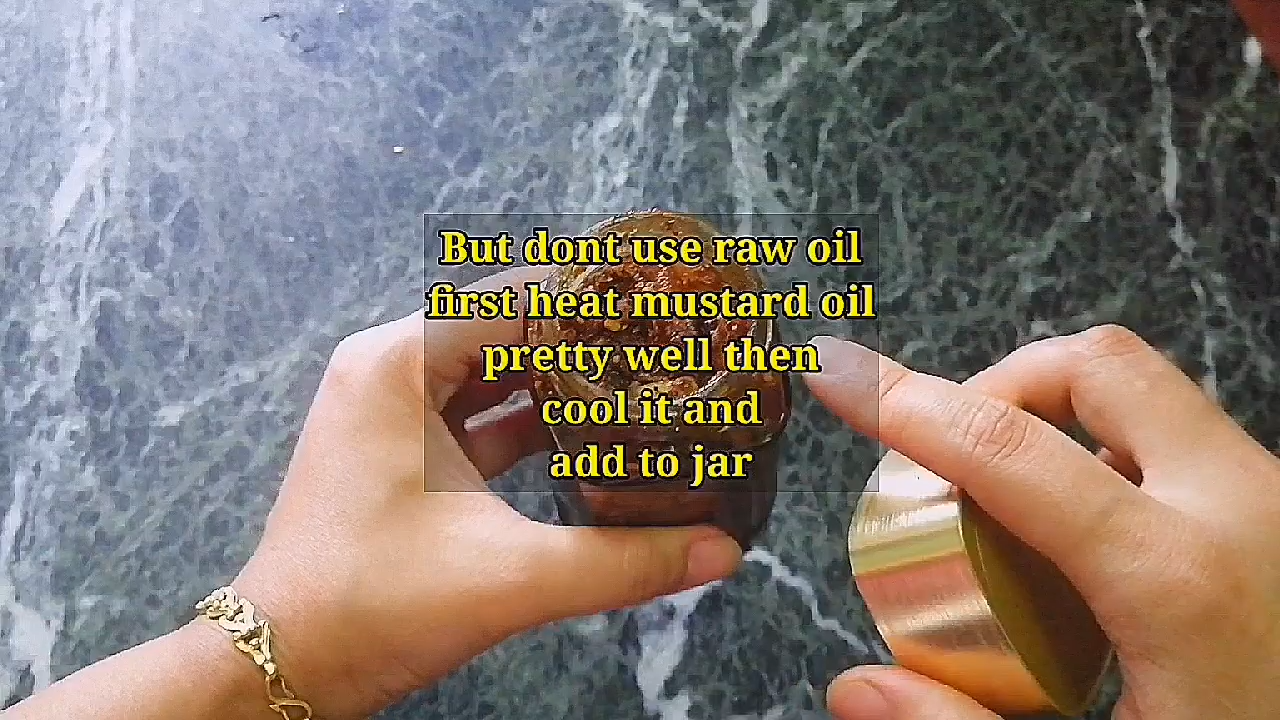 But dont use raw oil
first heat mustard oil
pretty well then
cool it and
add to jar